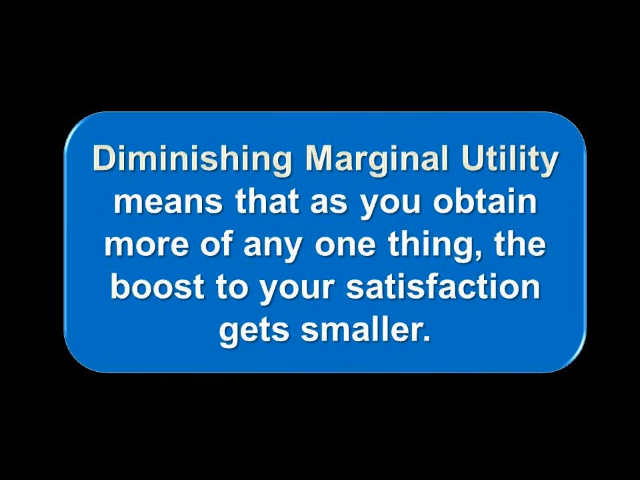 Diminishing Marginal Utility
means that as you obtain
more of any one thing, the
boost to your satisfaction
gets smaller.